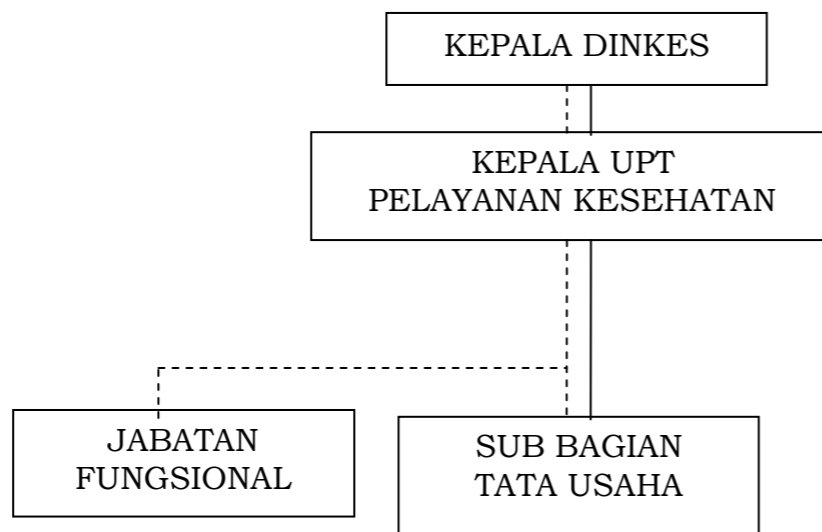 KEPALA DINKES
KEPALA UPT
PELAYANAN KESEHATAN
JABATAN
FUNGSIONAL
SUB BAGIAN
TATA USAHA